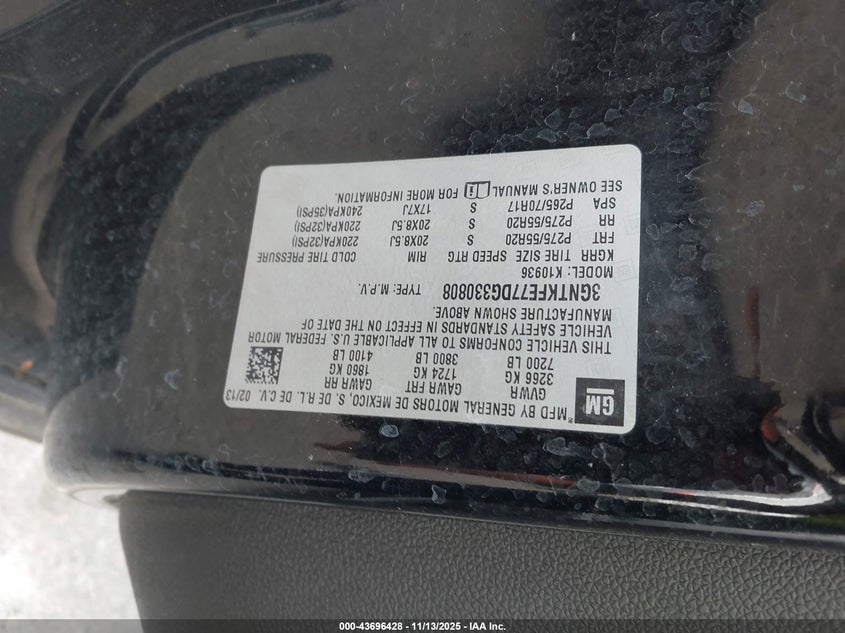 GM
®MFD BY GENERAL MOTORS DE MEXICO, S. DE R.L. DE C.V. 02/13
GVWR GAWR FRT GAWR RR
3266 KG 1724 KG 1860 KG
7200 LB 3800 LB 4100 LB
THIS VEHICLE CONFORMS TO ALL APPLICABLE U.S. FEDERAL MOTOR
VEHICLE SAFETY STANDARDS IN EFFECT ON THE DATE OF
MANUFACTURE SHOWN ABOVE.
3GNTKFE77DG330808 TYPE: M.P.V.
MODEL: K10936
KGRR TIRE SIZE SPEED RTG RIM COLD TIRE PRESSURE
FRT P275/55R20 S 20X8.5J 220KPA(32PSI)
RR P275/55R20 S 20X8.5J 220KPA(32PSI)
SPA P265/70R17 S 17X7J 240KPA(35PSI)
SEE OWNER'S MANUAL i FOR MORE INFORMATION.
000-43696428 - 11/13/2025 - IAA Inc.